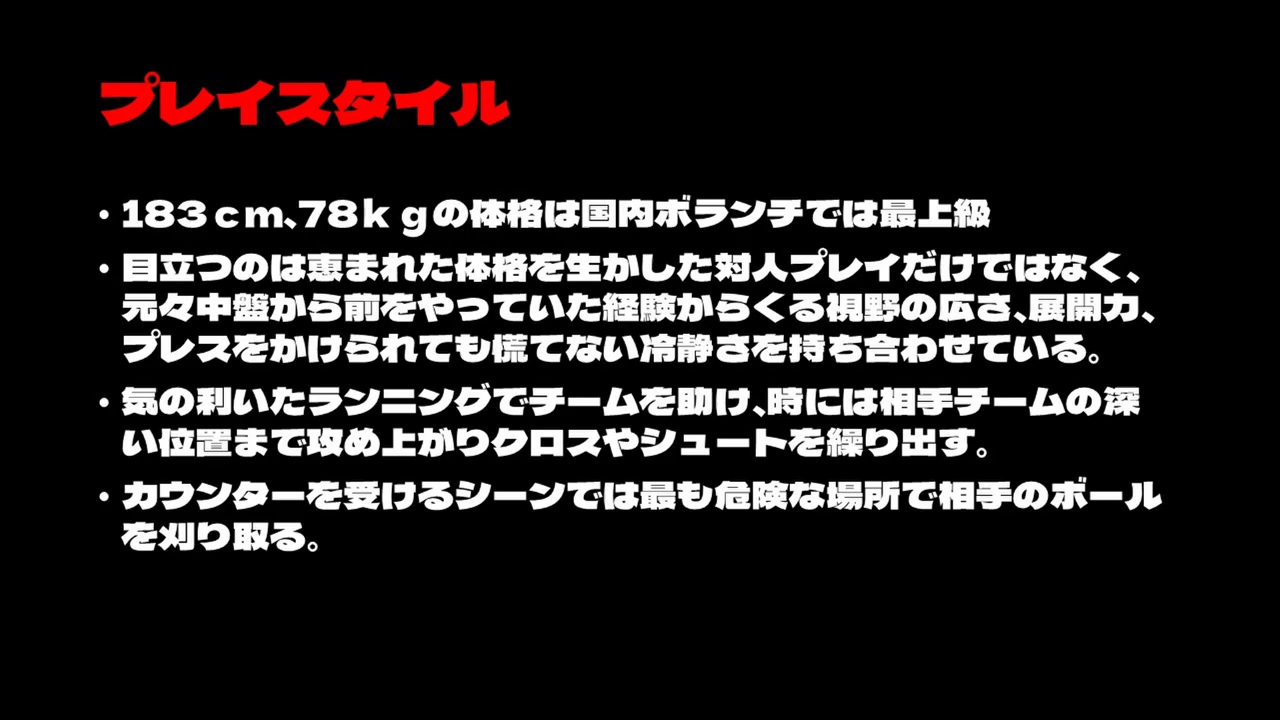 プレイスタイル
・183ｃｍ、78ｋｇの体格は国内ボランチでは最上級
・目立つのは恵まれた体格を生かした対人プレイだけではなく、
元々中盤から前をやっていた経験からくる視野の広さ、展開力、
プレスをかけられても慌てない冷静さを持ち合わせている。
・気の利いたランニングでチームを助け、時には相手チームの深
い位置まで攻め上がりクロスやシュートを繰り出す。
・カウンターを受けるシーンでは最も危険な場所で相手のボール
を刈り取る。